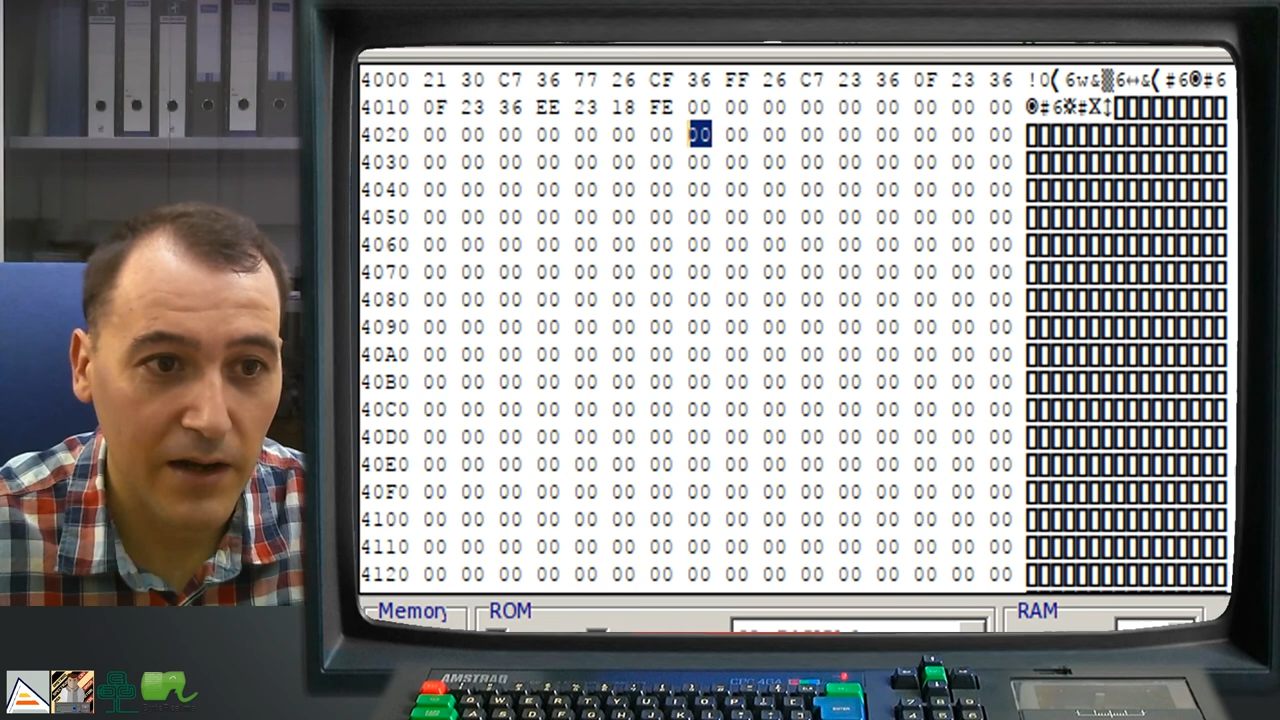 4000 21 30 C7 36 77 26 CF 36 FF 26 C7 23 36 0F 23 36
4010 0F 23 36 EE 23 18 FE 00 00 00 00 00 00 00 00 00
4020 00 00 00 00 00 00 00 00 00 00 00 00 00 00 00 00
4030 00 00 00 00 00 00 00 00 00 00 00 00 00 00 00 00
4040 00 00 00 00 00 00 00 00 00 00 00 00 00 00 00 00
4050 00 00 00 00 00 00 00 00 00 00 00 00 00 00 00 00
4060 00 00 00 00 00 00 00 00 00 00 00 00 00 00 00 00
4070 00 00 00 00 00 00 00 00 00 00 00 00 00 00 00 00
4080 00 00 00 00 00 00 00 00 00 00 00 00 00 00 00 00
4090 00 00 00 00 00 00 00 00 00 00 00 00 00 00 00 00
40A0 00 00 00 00 00 00 00 00 00 00 00 00 00 00 00 00
40B0 00 00 00 00 00 00 00 00 00 00 00 00 00 00 00 00
40C0 00 00 00 00 00 00 00 00 00 00 00 00 00 00 00 00
40D0 00 00 00 00 00 00 00 00 00 00 00 00 00 00 00 00
40E0 00 00 00 00 00 00 00 00 00 00 00 00 00 00 00 00
40F0 00 00 00 00 00 00 00 00 00 00 00 00 00 00 00 00
4100 00 00 00 00 00 00 00 00 00 00 00 00 00 00 00 00
4110 00 00 00 00 00 00 00 00 00 00 00 00 00 00 00 00
4120 00 00 00 00 00 00 00 00 00 00 00 00 00 00 00 00
Memory ROM RAM
AMSTRAD CPC 464